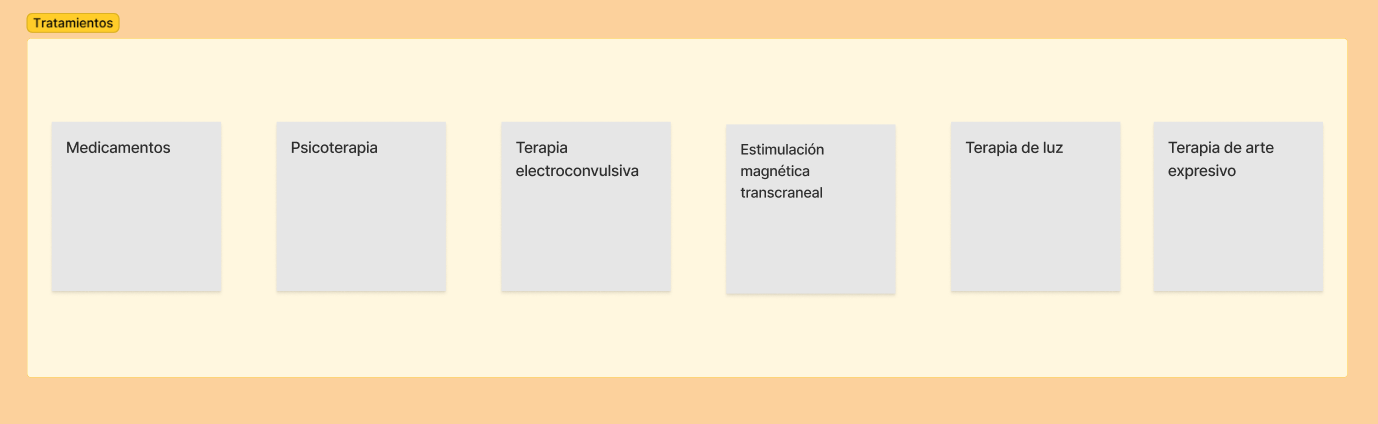 Tratamientos
Medicamentos
Psicoterapia
Terapia
electroconvulsiva
Estimulación
magnética
transcraneal
Terapia de luz
Terapia de arte
expresivo